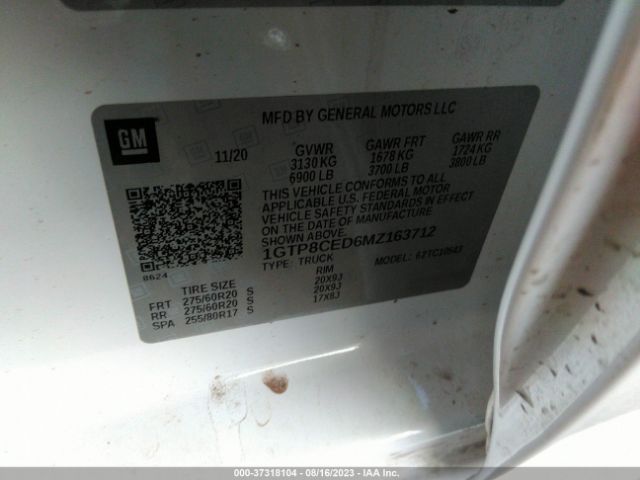 MFD BY GENERAL MOTORS LLC
GM
11/20
GVWR GAWR FRT GAWR RR
3130 KG 1678 KG 1724 KG
6900 LB 3700 LB 3800 LB
THIS VEHICLE CONFORMS TO ALL
APPLICABLE U.S. FEDERAL MOTOR
VEHICLE SAFETY STANDARDS IN EFFECT
ON THE DATE OF MANUFACTURE
SHOWN ABOVE.
1GTP8CED6MZ163712
TYPE: TRUCK MODEL:
8624
TIRE SIZE RIM
FRT 275/60R20 S 20X9J
RR 275/60R20 S 20X9J
SPA 255/80R17 S 17X8J
000-37318104 - 08/16/2023 - IAA Inc.